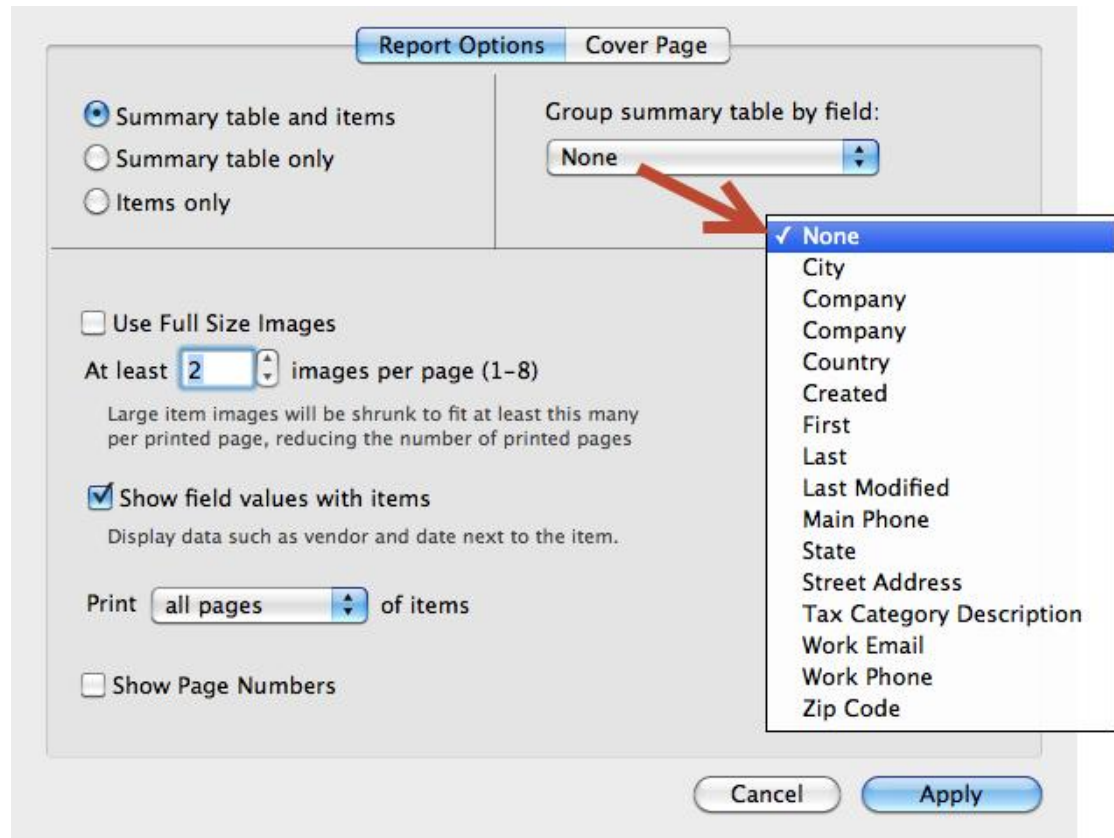 Report Options
Cover Page
Summary table and items
Summary table only
Items only
Group summary table by field:
None
✓ None
City
Company
Company
Country
Created
First
Last
Last Modified
Main Phone
State
Street Address
Tax Category Description
Work Email
Work Phone
Zip Code
Use Full Size Images
At least 2 images per page (1-8)
Large item images will be shrunk to fit at least this many
per printed page, reducing the number of printed pages
Show field values with items
Display data such as vendor and date next to the item.
Print all pages of items
Show Page Numbers
Cancel
Apply